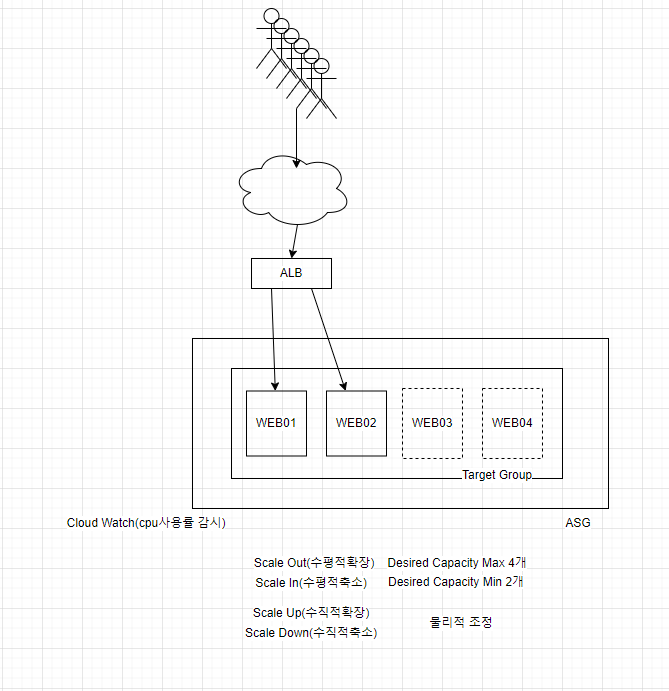 ALB
WEB01 WEB02 WEB03 WEB04
Target Group
Cloud Watch(cpu사용률 감시) ASG
Scale Out(수평적확장) Desired Capacity Max 4개
Scale In(수평적축소) Desired Capacity Min 2개
Scale Up(수직적확장)
물리적 조정
Scale Down(수직적축소)